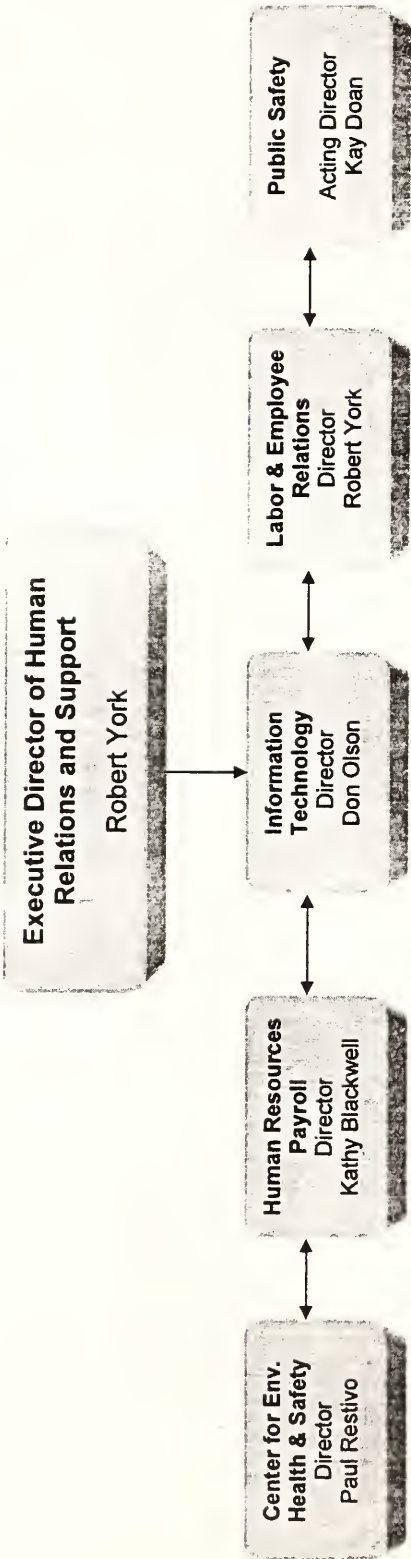 Executive Director of Human
Relations and Support
Robert York
Center for Env.
Health & Safety
Director
Paul Restivo
Human Resources
Payroll
Director
Kathy Blackwell
Information
Technology
Director
Don Olson
Labor & Employee
Relations
Director
Robert York
Public Safety
Acting Director
Kay Doan